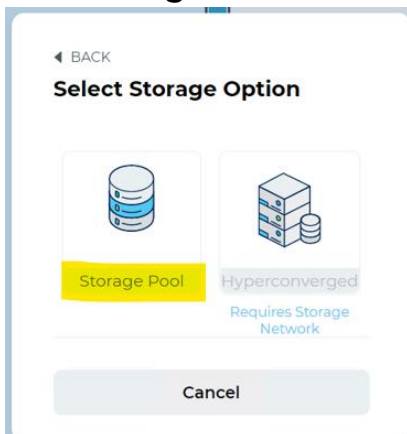 BACK
Select Storage Option
Storage Pool
Hyperconverged
Requires Storage
Network
Cancel